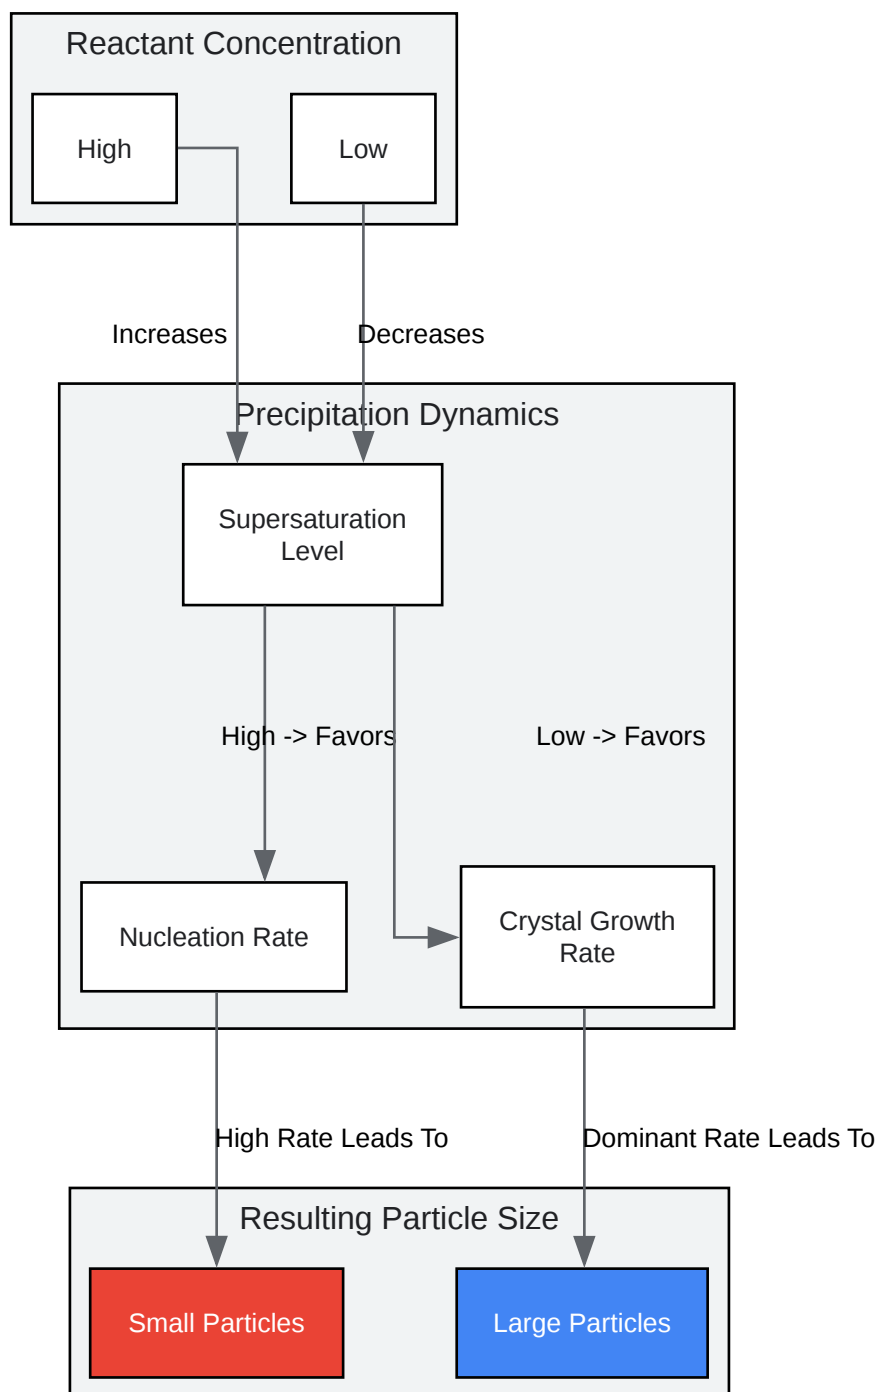 Reactant Concentration
High
Low
Increases
Decreases
Precipitation Dynamics
Supersaturation
Level
High -> Favors
Low -> Favors
Nucleation Rate
Crystal Growth
Rate
High Rate Leads To
Dominant Rate Leads To
Resulting Particle Size
Small Particles
Large Particles